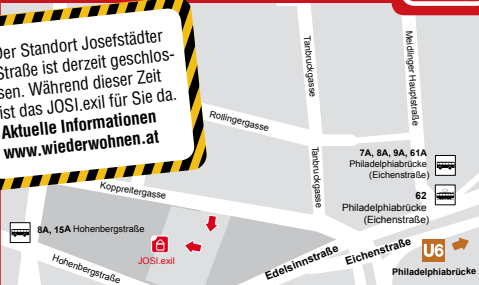 Der Standort Josefstädter
Straße ist derzeit geschlos-
sen. Während dieser Zeit
ist das JOSI.exil für Sie da.
Aktuelle Informationen
www.wiederwohnen.at
Tanbruckgasse
Meidlinger Hauptstraße
Rollingergasse
Tanbruckgasse
7A, 8A, 9A, 61A
Philadelphiabrücke
(Eichenstraße)
Koppreitergasse
62
Philadelphiabrücke
(Eichenstraße)
8A, 15A Hohenbergstraße
JOSI.exil
Hohenbergstraße
Edelsinnstraße
Eichenstraße
U6
Philadelphiabrücke